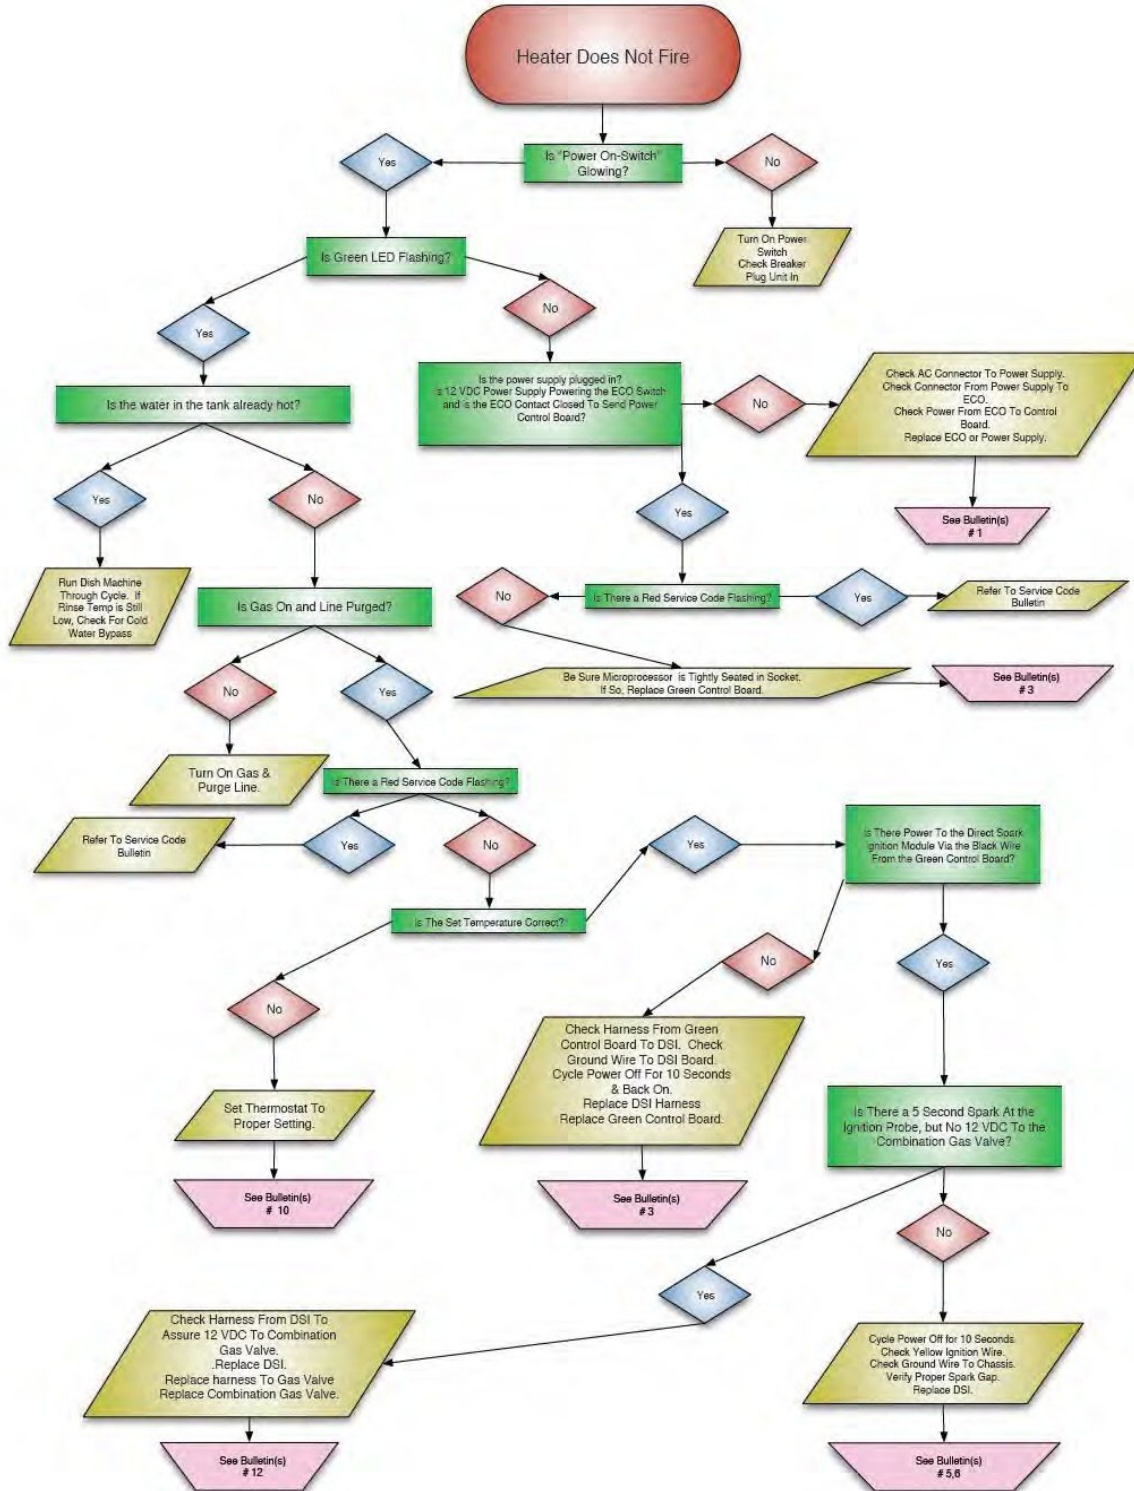 Heater Does Not Fire
Is "Power On-Switch"
Glowing?
Yes
No
Turn On Power
Switch
Check Breaker
Plug Unit In
Is Green LED Flashing?
Yes
No
Is the water in the tank already hot?
Is the power supply plugged in?
Is 12 VDC Power Supply Powering the ECO Switch
and is the ECO Contact Closed To Send Power
Control Board?
No
Check AC Connector To Power Supply.
Check Connector From Power Supply To
ECO.
Check Power From ECO To Control
Board.
Replace ECO or Power Supply.
See Bulletin(s)
# 1
Yes
No
Yes
Run Dish Machine
Through Cycle. If
Rinse Temp is Still
Low, Check For Cold
Water Bypass
Is Gas On and Line Purged?
No
Is There a Red Service Code Flashing?
Yes
Refer To Service Code
Bulletin
Be Sure Microprocessor is Tightly Seated in Socket.
If So, Replace Green Control Board.
See Bulletin(s)
# 3
No
Yes
Turn On Gas &
Purge Line.
Is There a Red Service Code Flashing?
Refer To Service Code
Bulletin
Yes
No
Is The Set Temperature Correct?
Yes
Is There Power To the Direct Spark
Ignition Module Via the Black Wire
From the Green Control Board?
No
Set Thermostat To
Proper Setting.
See Bulletin(s)
# 10
No
Yes
Check Harness From Green
Control Board To DSI. Check
Ground Wire To DSI Board.
Cycle Power Off For 10 Seconds
& Back On.
Replace DSI Harness
Replace Green Control Board.
See Bulletin(s)
# 3
Is There a 5 Second Spark At the
Ignition Probe, but No 12 VDC To the
Combination Gas Valve?
Yes
No
Check Harness From DSI To
Assure 12 VDC To Combination
Gas Valve.
.Replace DSI.
Replace harness To Gas Valve
Replace Combination Gas Valve.
See Bulletin(s)
# 12
Cycle Power Off for 10 Seconds.
Check Yellow Ignition Wire.
Check Ground Wire To Chassis.
Verify Proper Spark Gap.
Replace DSI.
See Bulletin(s)
# 5,6